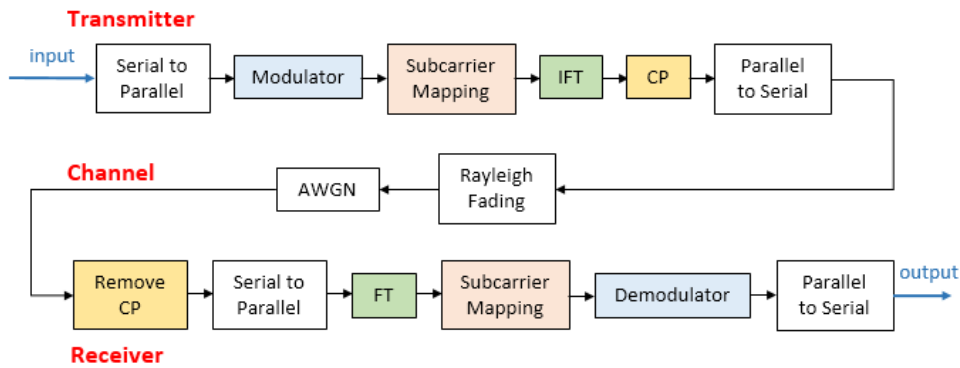 Transmitter
input
Serial to
Parallel
Modulator
Subcarrier
Mapping
IFT
CP
Parallel
to Serial
Channel
AWGN
Rayleigh
Fading
Remove
CP
Serial to
Parallel
FT
Subcarrier
Mapping
Demodulator
Parallel
to Serial
output
Receiver